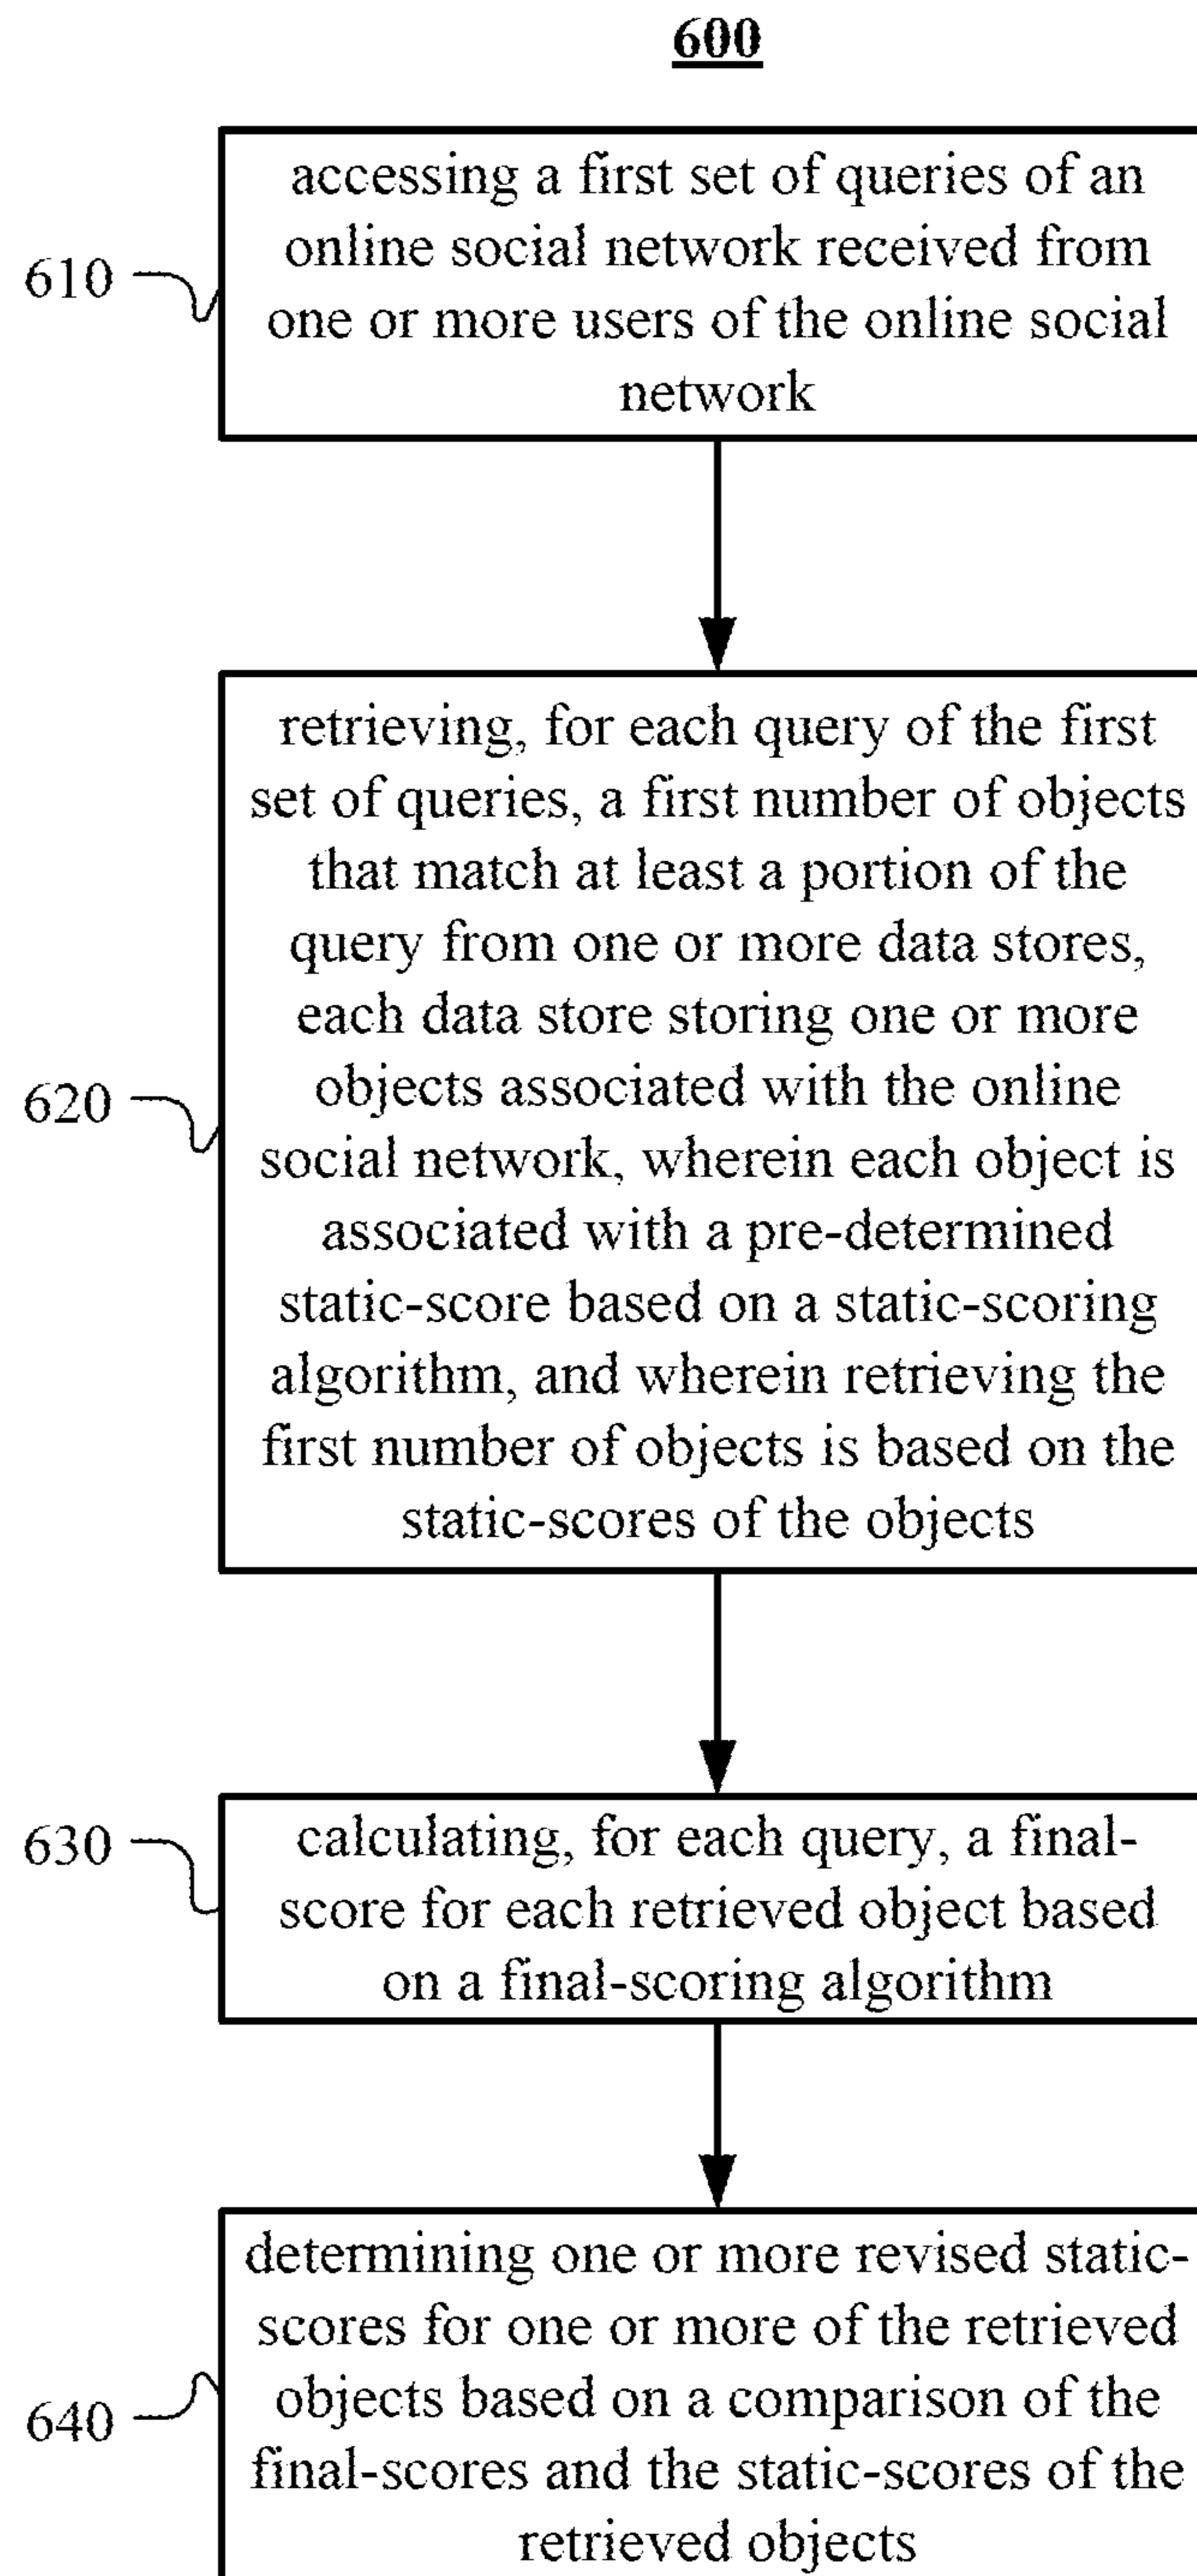 600
accessing a first set of queries of an
online social network received from
one or more users of the online social
network
610
retrieving, for each query of the first
set of queries, a first number of objects
that match at least a portion of the
query from one or more data stores,
each data store storing one or more
objects associated with the online
social network, wherein each object is
associated with a pre-determined
static-score based on a static-scoring
algorithm, and wherein retrieving the
first number of objects is based on the
static-scores of the objects
620
calculating, for each query, a final-
score for each retrieved object based
on a final-scoring algorithm
630
determining one or more revised static-
scores for one or more of the retrieved
objects based on a comparison of the
final-scores and the static-scores of the
retrieved objects
640